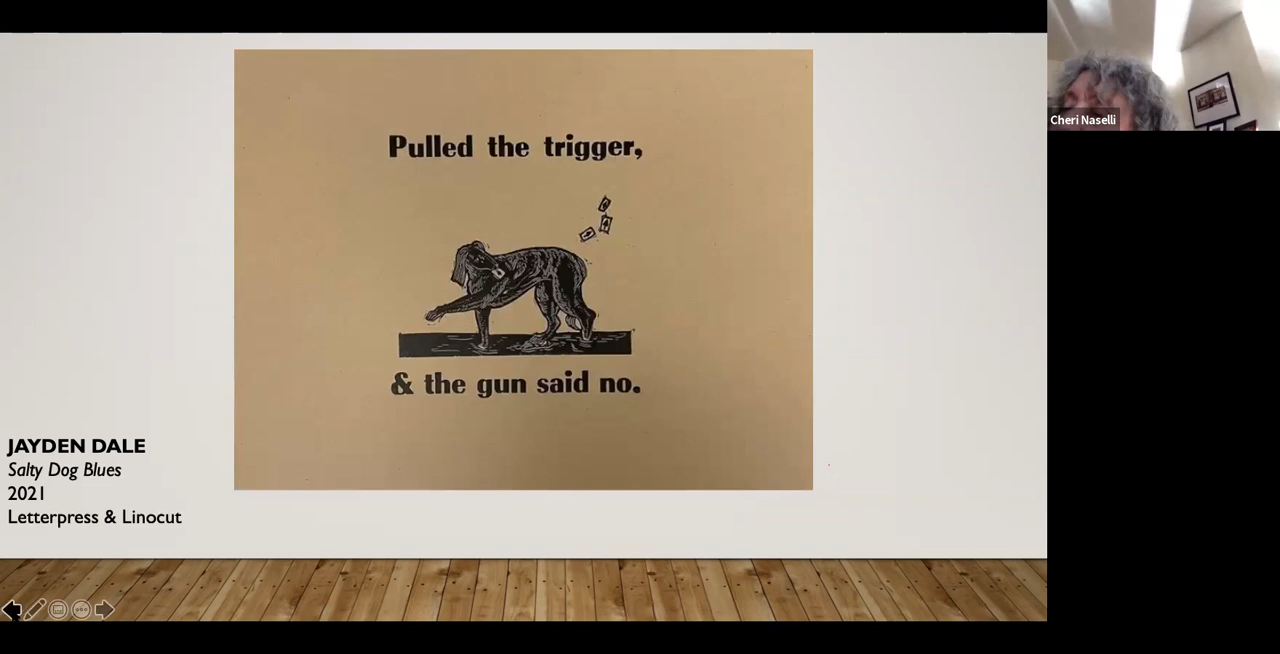 Pulled the trigger,
& the gun said no.
JAYDEN DALE
Salty Dog Blues
2021
Letterpress & Linocut
Cheri Naselli